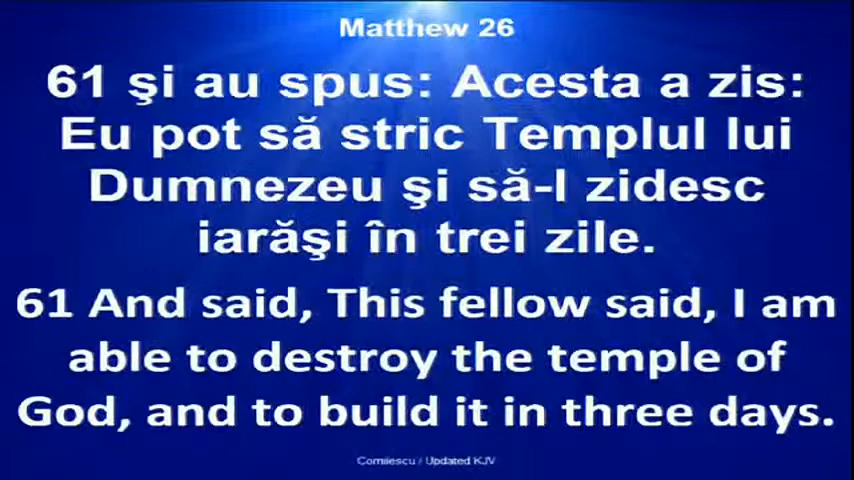 Matthew 26
61 şi au spus: Acesta a zis:
Eu pot să stric Templul lui
Dumnezeu şi să-l zidesc
iarăşi în trei zile.
61 And said, This fellow said, I am
able to destroy the temple of
God, and to build it in three days.
Cornilescu / Updated KJV